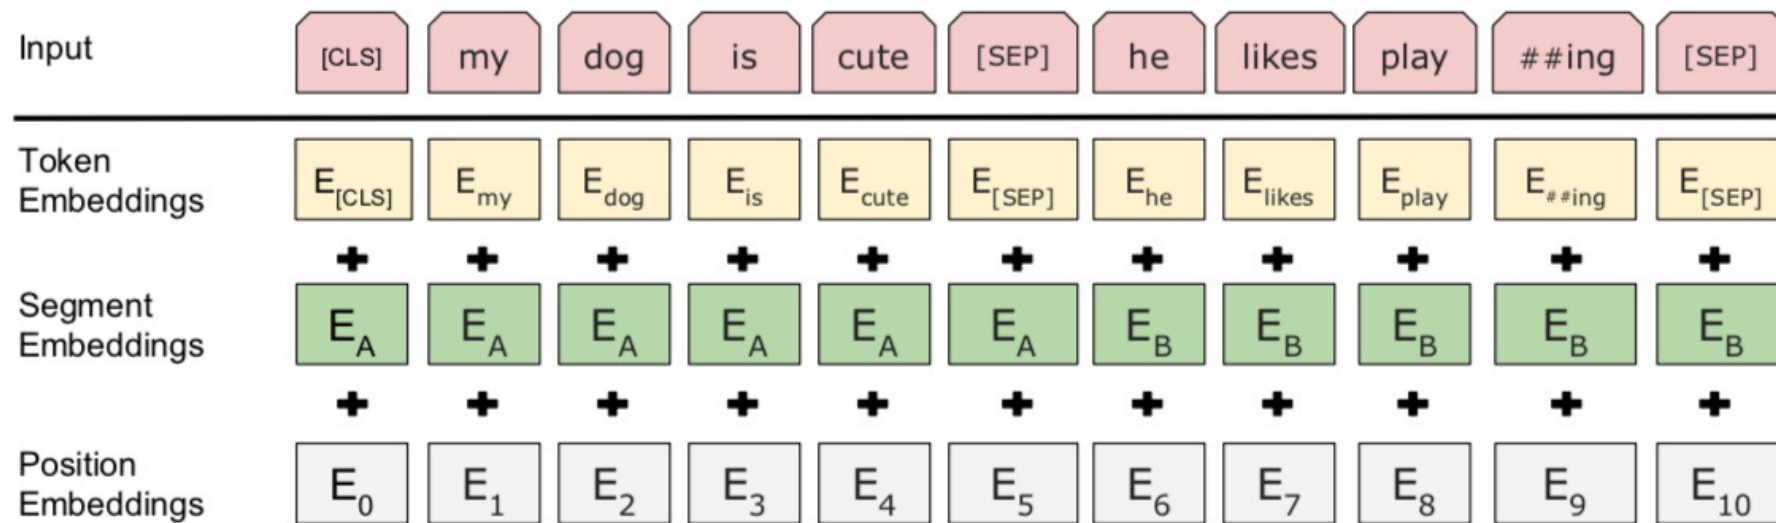 Input [CLS] my dog is cute [SEP] he likes play ##ing [SEP]
Token Embeddings E[CLS] Emy Edog Eis Ecute E[SEP] Ehe Elikes Eplay E##ing E[SEP]
+ + + + + + + + + + +
Segment Embeddings EA EA EA EA EA EA EB EB EB EB EB
+ + + + + + + + + + +
Position Embeddings E0 E1 E2 E3 E4 E5 E6 E7 E8 E9 E10